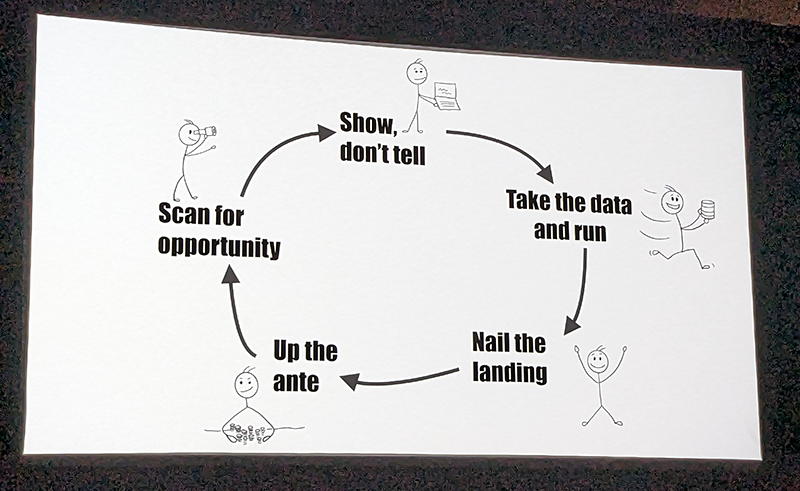 Show,
don't tell
Take the data
and run
Nail the
landing
Up the
ante
Scan for
opportunity